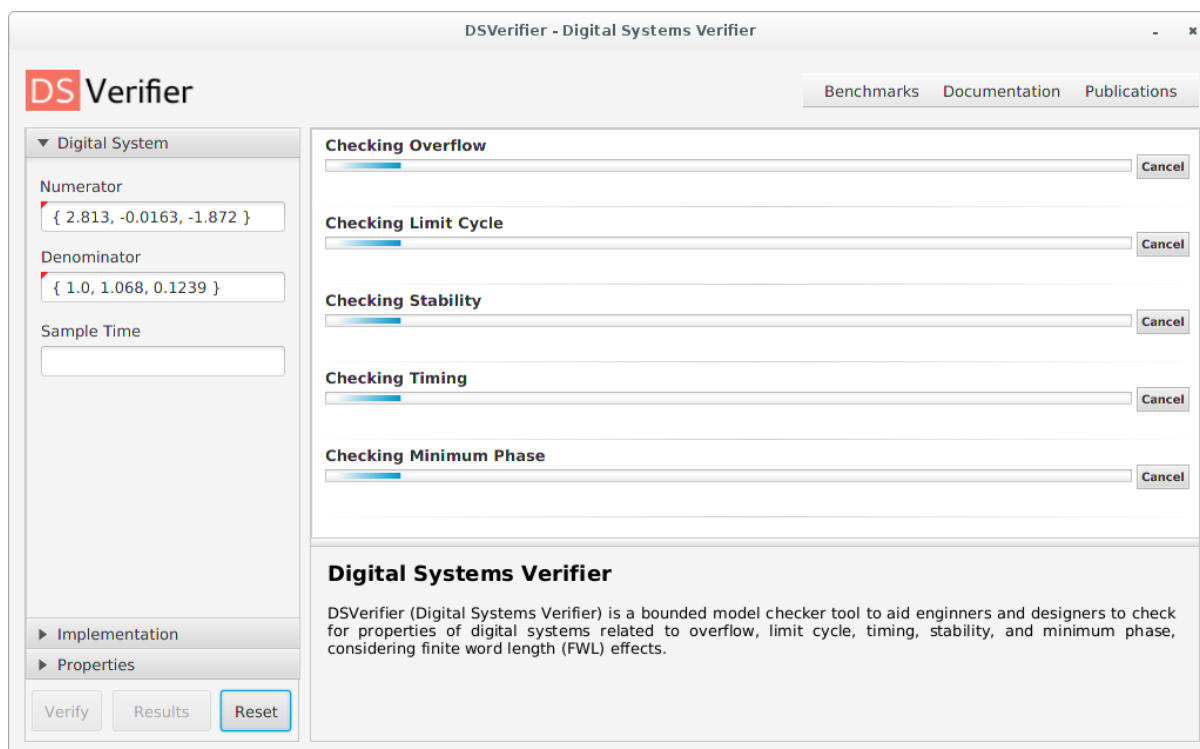 DSVerifier - Digital Systems Verifier
DS Verifier
Benchmarks Documentation Publications
Digital System
Numerator
{ 2.813, -0.0163, -1.872 }
Denominator
{ 1.0, 1.068, 0.1239 }
Sample Time
Implementation
Properties
Verify Results Reset
Checking Overflow
Cancel
Checking Limit Cycle
Cancel
Checking Stability
Cancel
Checking Timing
Cancel
Checking Minimum Phase
Cancel
Digital Systems Verifier
DSVerifier (Digital Systems Verifier) is a bounded model checker tool to aid enginners and designers to check
for properties of digital systems related to overflow, limit cycle, timing, stability, and minimum phase,
considering finite word length (FWL) effects.